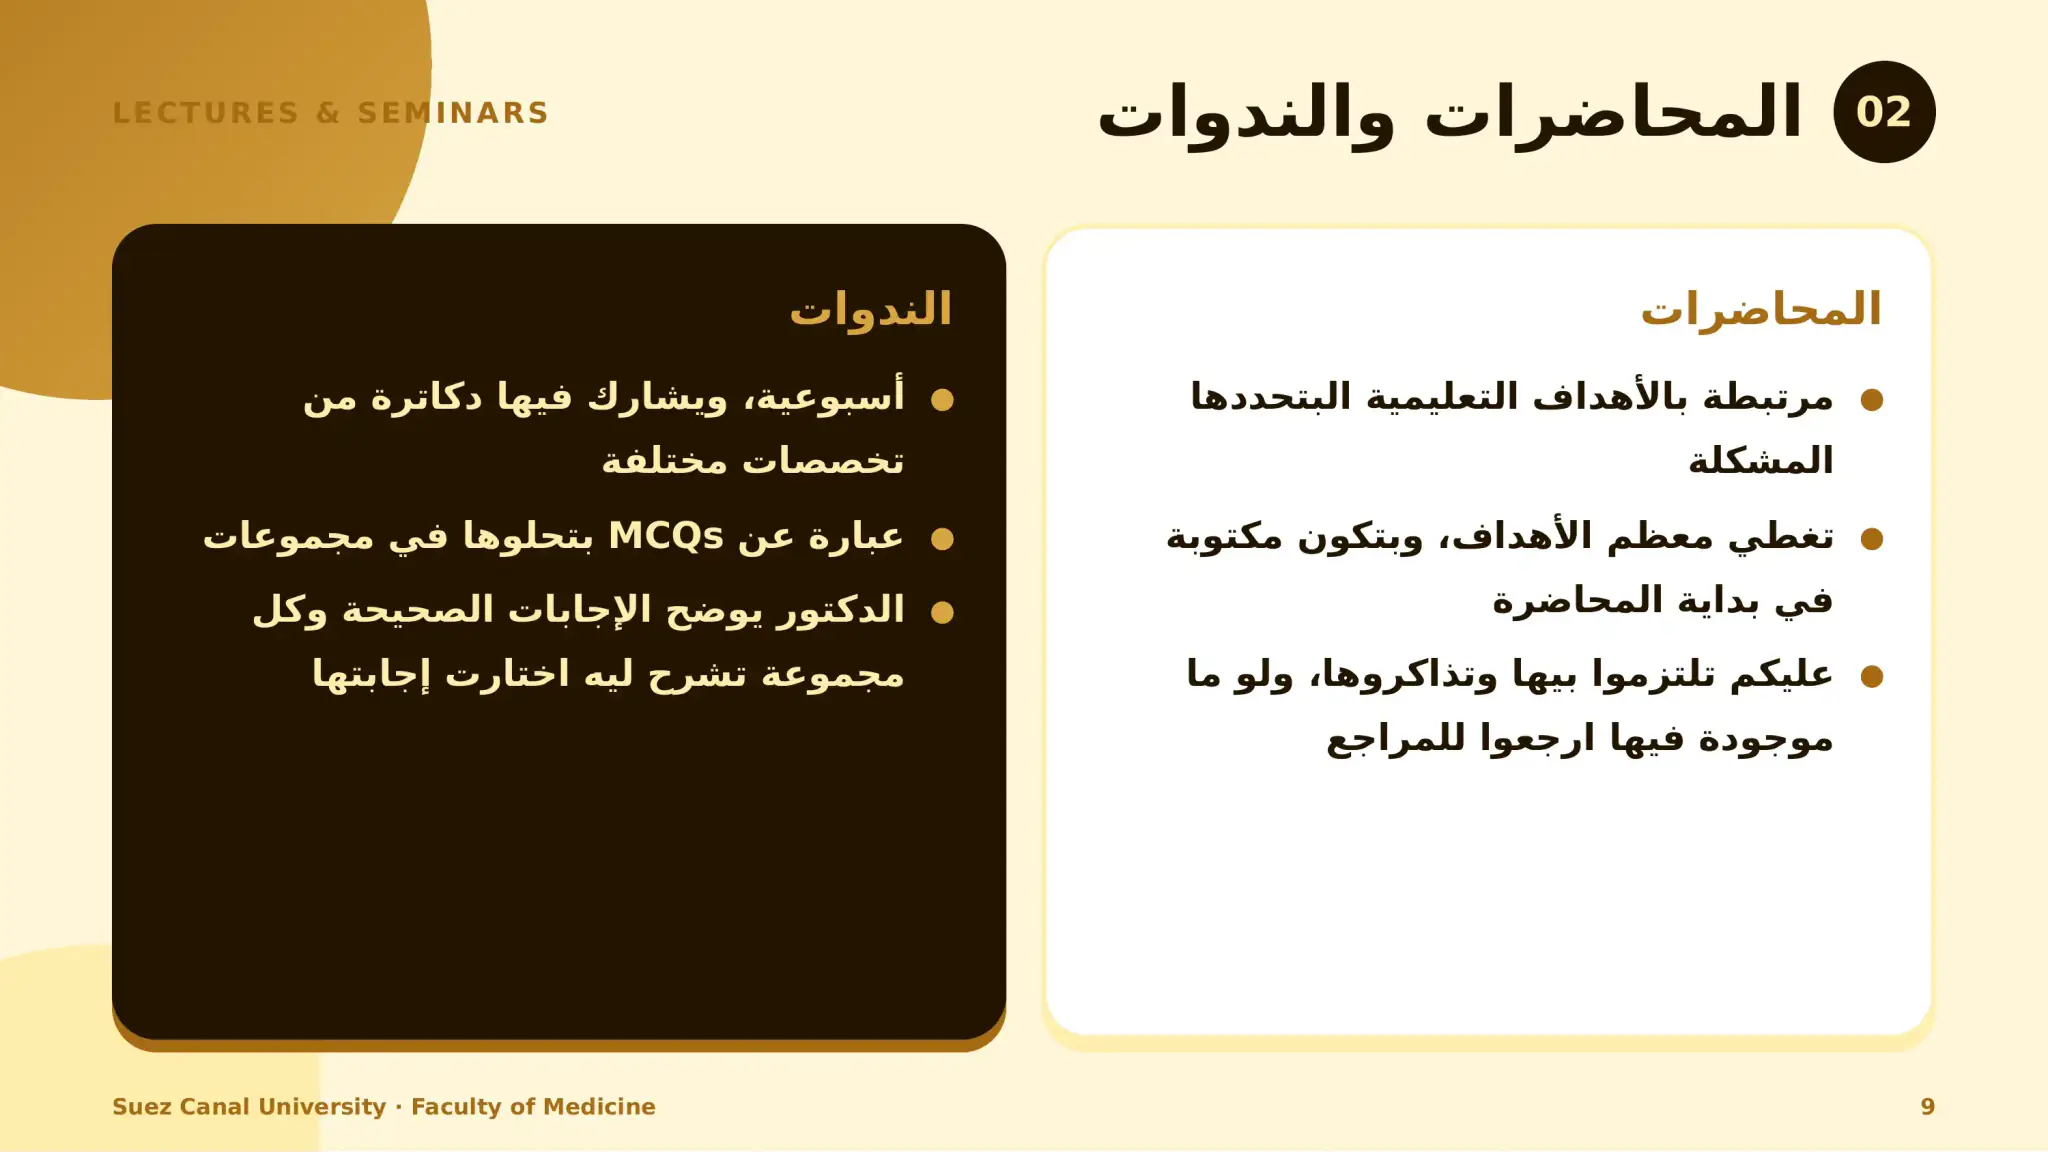 02
المحاضرات والندوات
LECTURES & SEMINARS
المحاضرات
مرتبطة بالأهداف التعليمية البتحددها
المشكلة
تغطي معظم الأهداف، وبتكون مكتوبة
في بداية المحاضرة
عليكم تلتزموا بيها وتذاكروها، ولو ما
موجودة فيها ارجعوا للمراجع
الندوات
أسبوعية، ويشارك فيها دكاترة من
تخصصات مختلفة
عبارة عن MCQs بتحلوها في مجموعات
الدكتور يوضح الإجابات الصحيحة وكل
مجموعة تشرح ليه اختارت إجابتها
Suez Canal University · Faculty of Medicine
9